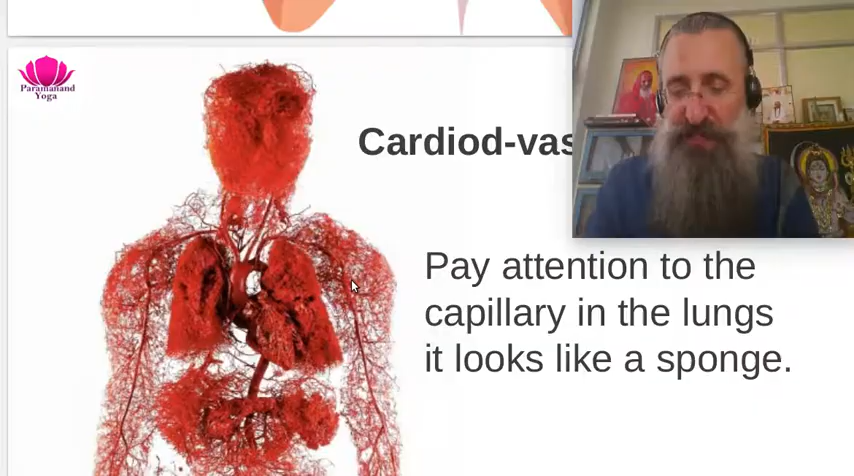 Paramanand
Yoga
Cardiod-vas
Pay attention to the
capillary in the lungs
it looks like a sponge.